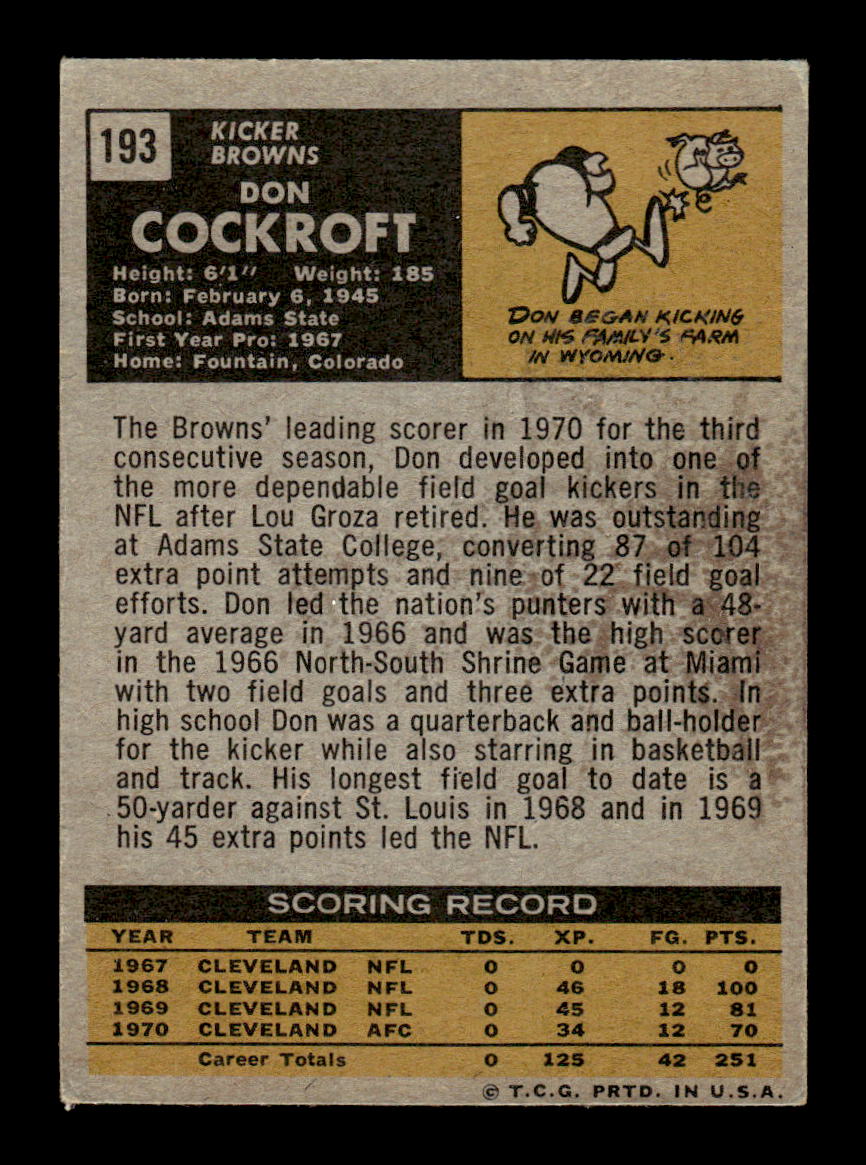 193
KICKER
BROWNS
DON
COCKROFT
Height: 6'1" Weight: 185
Born: February 6, 1945
School: Adams State
First Year Pro: 1967
Home: Fountain, Colorado
DON BEGAN KICKING
ON HIS FAMILY'S FARM
IN WYOMING.
The Browns' leading scorer in 1970 for the third
consecutive season, Don developed into one of
the more dependable field goal kickers in the
NFL after Lou Groza retired. He was outstanding
at Adams State College, converting 87 of 104
extra point attempts and nine of 22 field goal
efforts. Don led the nation's punters with a 48-
yard average in 1966 and was the high scorer
in the 1966 North-South Shrine Game at Miami
with two field goals and three extra points. In
high school Don was a quarterback and ball-holder
for the kicker while also starring in basketball
and track. His longest field goal to date is a
50-yarder against St. Louis in 1968 and in 1969
his 45 extra points led the NFL.
SCORING RECORD
YEAR TEAM TDS. XP. FG. PTS.
1967 CLEVELAND NFL 0 0 0 0
1968 CLEVELAND NFL 0 46 18 100
1969 CLEVELAND NFL 0 45 12 81
1970 CLEVELAND AFC 0 34 12 70
Career Totals 0 125 42 251
© T.C.G. PRTD. IN U.S.A.